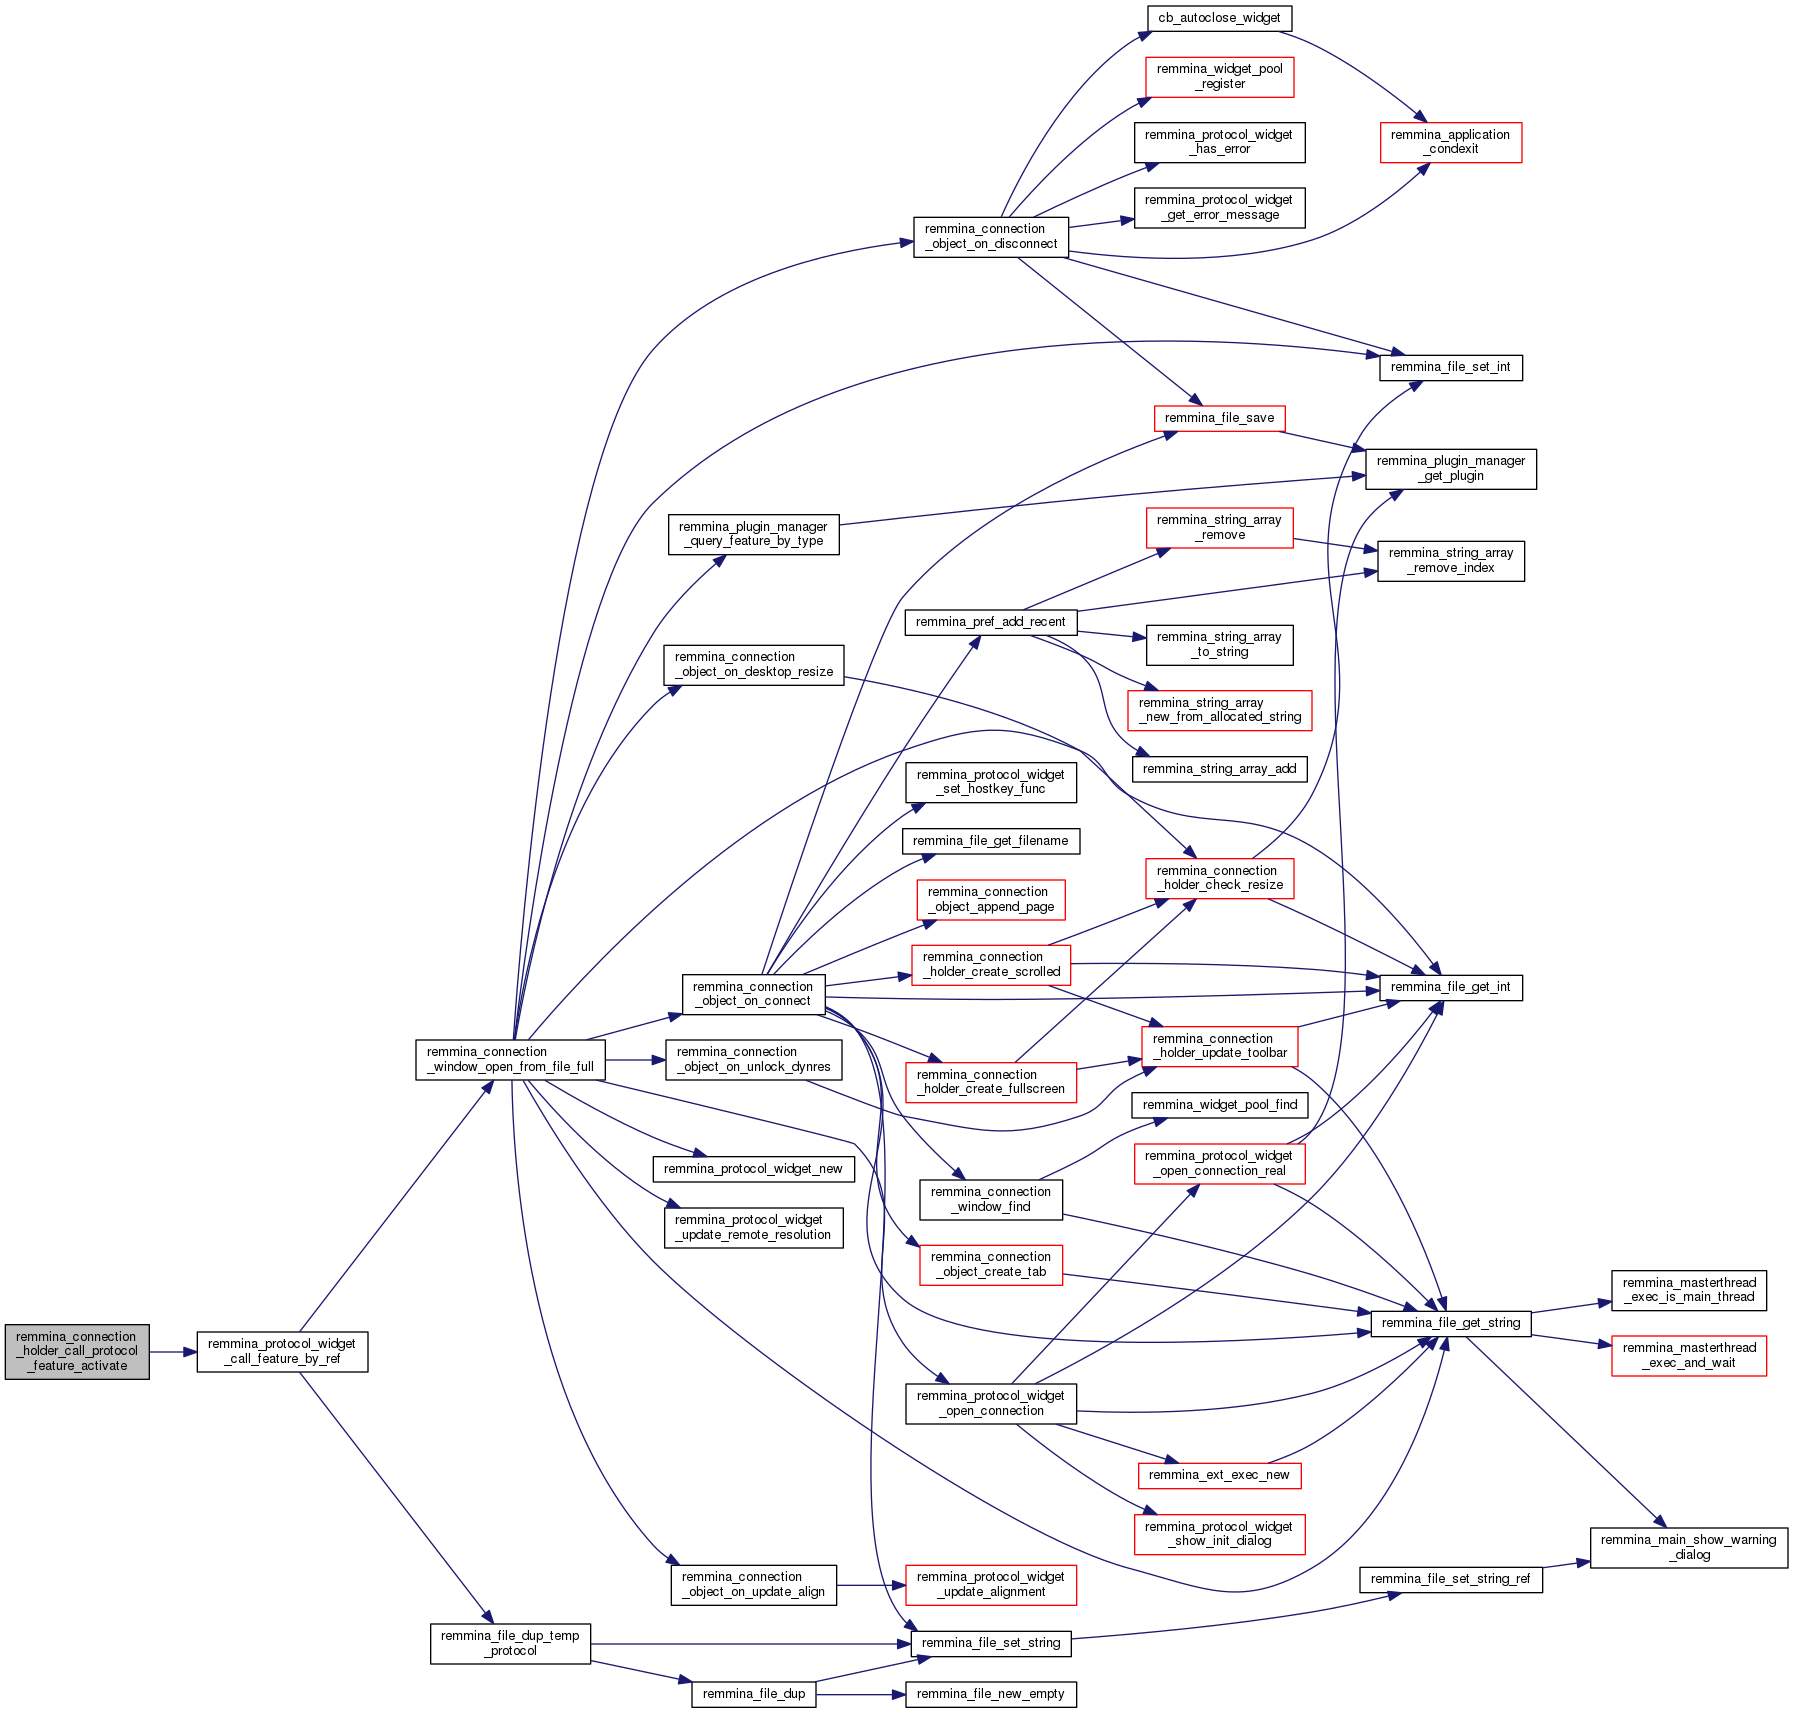 remmina_connection
_holder_call_protocol
_feature_activate
remmina_protocol_widget
_call_feature_by_ref
remmina_connection
_window_open_from_file_full
remmina_file_dup_temp
_protocol
remmina_plugin_manager
_query_feature_by_type
remmina_connection
_object_on_desktop_resize
remmina_connection
_object_on_connect
remmina_connection
_object_on_unlock_dynres
remmina_protocol_widget_new
remmina_protocol_widget
_update_remote_resolution
remmina_connection
_object_on_update_align
remmina_file_dup
remmina_connection
_object_on_disconnect
remmina_pref_add_recent
remmina_protocol_widget
_set_hostkey_func
remmina_file_get_filename
remmina_connection
_object_append_page
remmina_connection
_holder_create_scrolled
remmina_connection
_holder_create_fullscreen
remmina_connection
_window_find
remmina_connection
_object_create_tab
remmina_protocol_widget
_open_connection
remmina_protocol_widget
_update_alignment
remmina_file_set_string
remmina_file_new_empty
cb_autoclose_widget
remmina_widget_pool
_register
remmina_protocol_widget
_has_error
remmina_protocol_widget
_get_error_message
remmina_file_save
remmina_string_array
_remove
remmina_string_array
_to_string
remmina_string_array
_new_from_allocated_string
remmina_string_array_add
remmina_connection
_holder_check_resize
remmina_connection
_holder_update_toolbar
remmina_widget_pool_find
remmina_protocol_widget
_open_connection_real
remmina_ext_exec_new
remmina_protocol_widget
_show_init_dialog
remmina_application
_condexit
remmina_file_set_int
remmina_plugin_manager
_get_plugin
remmina_string_array
_remove_index
remmina_file_get_int
remmina_file_get_string
remmina_file_set_string_ref
remmina_masterthread
_exec_is_main_thread
remmina_masterthread
_exec_and_wait
remmina_main_show_warning
_dialog